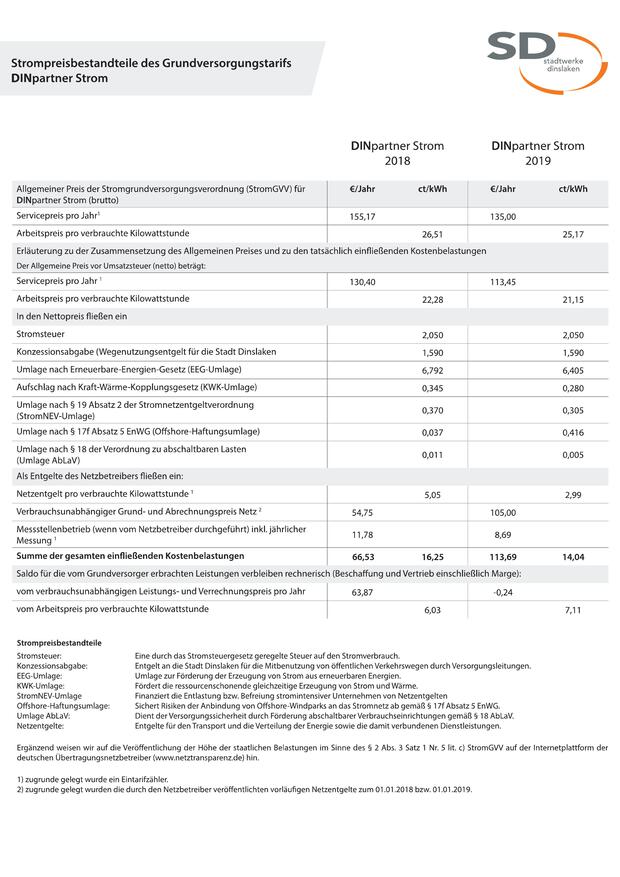 Strompreisbestandteile des Grundversorgungstarifs
DINpartner Strom
SD
stadtwerke
dinslaken
DINpartner Strom
2018
DINpartner Strom
2019
Allgemeiner Preis der Stromgrundversorgungsverordnung (StromGVV) für
DINpartner Strom (brutto)
€/Jahr ct/kWh €/Jahr ct/kWh
Servicepreis pro Jahr1 155,17 135,00
Arbeitspreis pro verbrauchte Kilowattstunde 26,51 25,17
Erläuterung zu der Zusammensetzung des Allgemeinen Preises und zu den tatsächlich einfließenden Kostenbelastungen
Der Allgemeine Preis vor Umsatzsteuer (netto) beträgt:
Servicepreis pro Jahr 1 130,40 113,45
Arbeitspreis pro verbrauchte Kilowattstunde 22,28 21,15
In den Nettopreis fließen ein
Stromsteuer 2,050 2,050
Konzessionsabgabe (Wegenutzungsentgelt für die Stadt Dinslaken 1,590 1,590
Umlage nach Erneuerbare-Energien-Gesetz (EEG-Umlage) 6,792 6,405
Aufschlag nach Kraft-Wärme-Kopplungsgesetz (KWK-Umlage) 0,345 0,280
Umlage nach § 19 Absatz 2 der Stromnetzentgeltverordnung
(StromNEV-Umlage) 0,370 0,305
Umlage nach § 17f Absatz 5 EnWG (Offshore-Haftungsumlage) 0,037 0,416
Umlage nach § 18 der Verordnung zu abschaltbaren Lasten
(Umlage AbLaV) 0,011 0,005
Als Entgelte des Netzbetreibers fließen ein:
Netzentgelt pro verbrauchte Kilowattstunde 1 5,05 2,99
Verbrauchsunabhängiger Grund- und Abrechnungspreis Netz 2 54,75 105,00
Messstellenbetrieb (wenn vom Netzbetreiber durchgeführt) inkl. jährlicher
Messung 1 11,78 8,69
Summe der gesamten einfließenden Kostenbelastungen 66,53 16,25 113,69 14,04
Saldo für die vom Grundversorger erbrachten Leistungen verbleiben rechnerisch (Beschaffung und Vertrieb einschließlich Marge):
vom verbrauchsunabhängigen Leistungs- und Verrechnungspreis pro Jahr 63,87 -0,24
vom Arbeitspreis pro verbrauchte Kilowattstunde 6,03 7,11
Strompreisbestandteile
Stromsteuer: Eine durch das Stromsteuergesetz geregelte Steuer auf den Stromverbrauch.
Konzessionsabgabe: Entgelt an die Stadt Dinslaken für die Mitbenutzung von öffentlichen Verkehrswegen durch Versorgungsleitungen.
EEG-Umlage: Umlage zur Förderung der Erzeugung von Strom aus erneuerbaren Energien.
KWK-Umlage: Fördert die ressourcenschonende gleichzeitige Erzeugung von Strom und Wärme.
StromNEV-Umlage Finanziert die Entlastung bzw. Befreiung stromintensiver Unternehmen von Netzentgelten
Offshore-Haftungsumlage: Sichert Risiken der Anbindung von Offshore-Windparks an das Stromnetz ab gemäß § 17f Absatz 5 EnWG.
Umlage AbLaV: Dient der Versorgungssicherheit durch Förderung abschaltbarer Verbrauchseinrichtungen gemäß § 18 AbLaV.
Netzentgelte: Entgelte für den Transport und die Verteilung der Energie sowie die damit verbundenen Dienstleistungen.
Ergänzend weisen wir auf die Veröffentlichung der Höhe der staatlichen Belastungen im Sinne des § 2 Abs. 3 Satz 1 Nr. 5 lit. c) StromGVV auf der Internetplattform der
deutschen Übertragungsnetzbetreiber (www.netztransparenz.de) hin.
1) zugrunde gelegt wurde ein Eintarifzähler.
2) zugrunde gelegt wurden die durch den Netzbetreiber veröffentlichten vorläufigen Netzentgelte zum 01.01.2018 bzw. 01.01.2019.